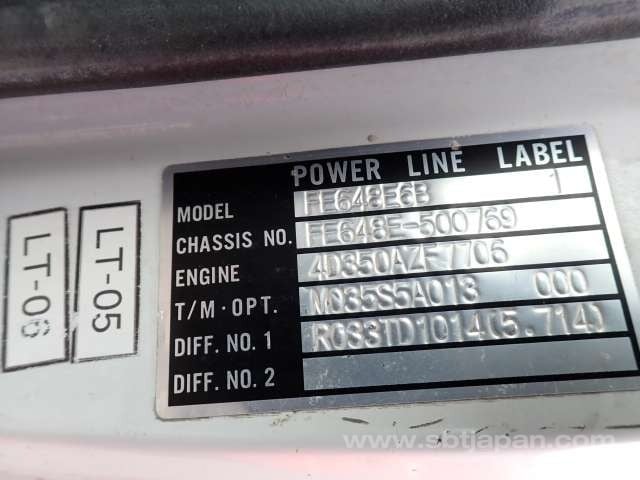 POWER LINE LABEL
MODEL FE648E6B 1
CHASSIS NO. FE648E-500769
ENGINE 4D350AZF7706
T/M·OPT. M035S5A013 000
DIFF. NO. 1 R033TD1014(5.714)
DIFF. NO. 2
LT-06
LT-05
www.sbtjapan.com